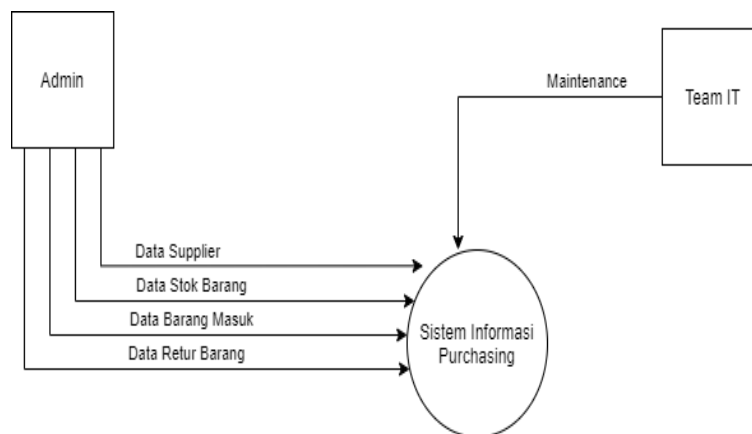 Admin
Maintenance
Team IT
Data Supplier
Data Stok Barang
Data Barang Masuk
Data Retur Barang
Sistem Informasi
Purchasing